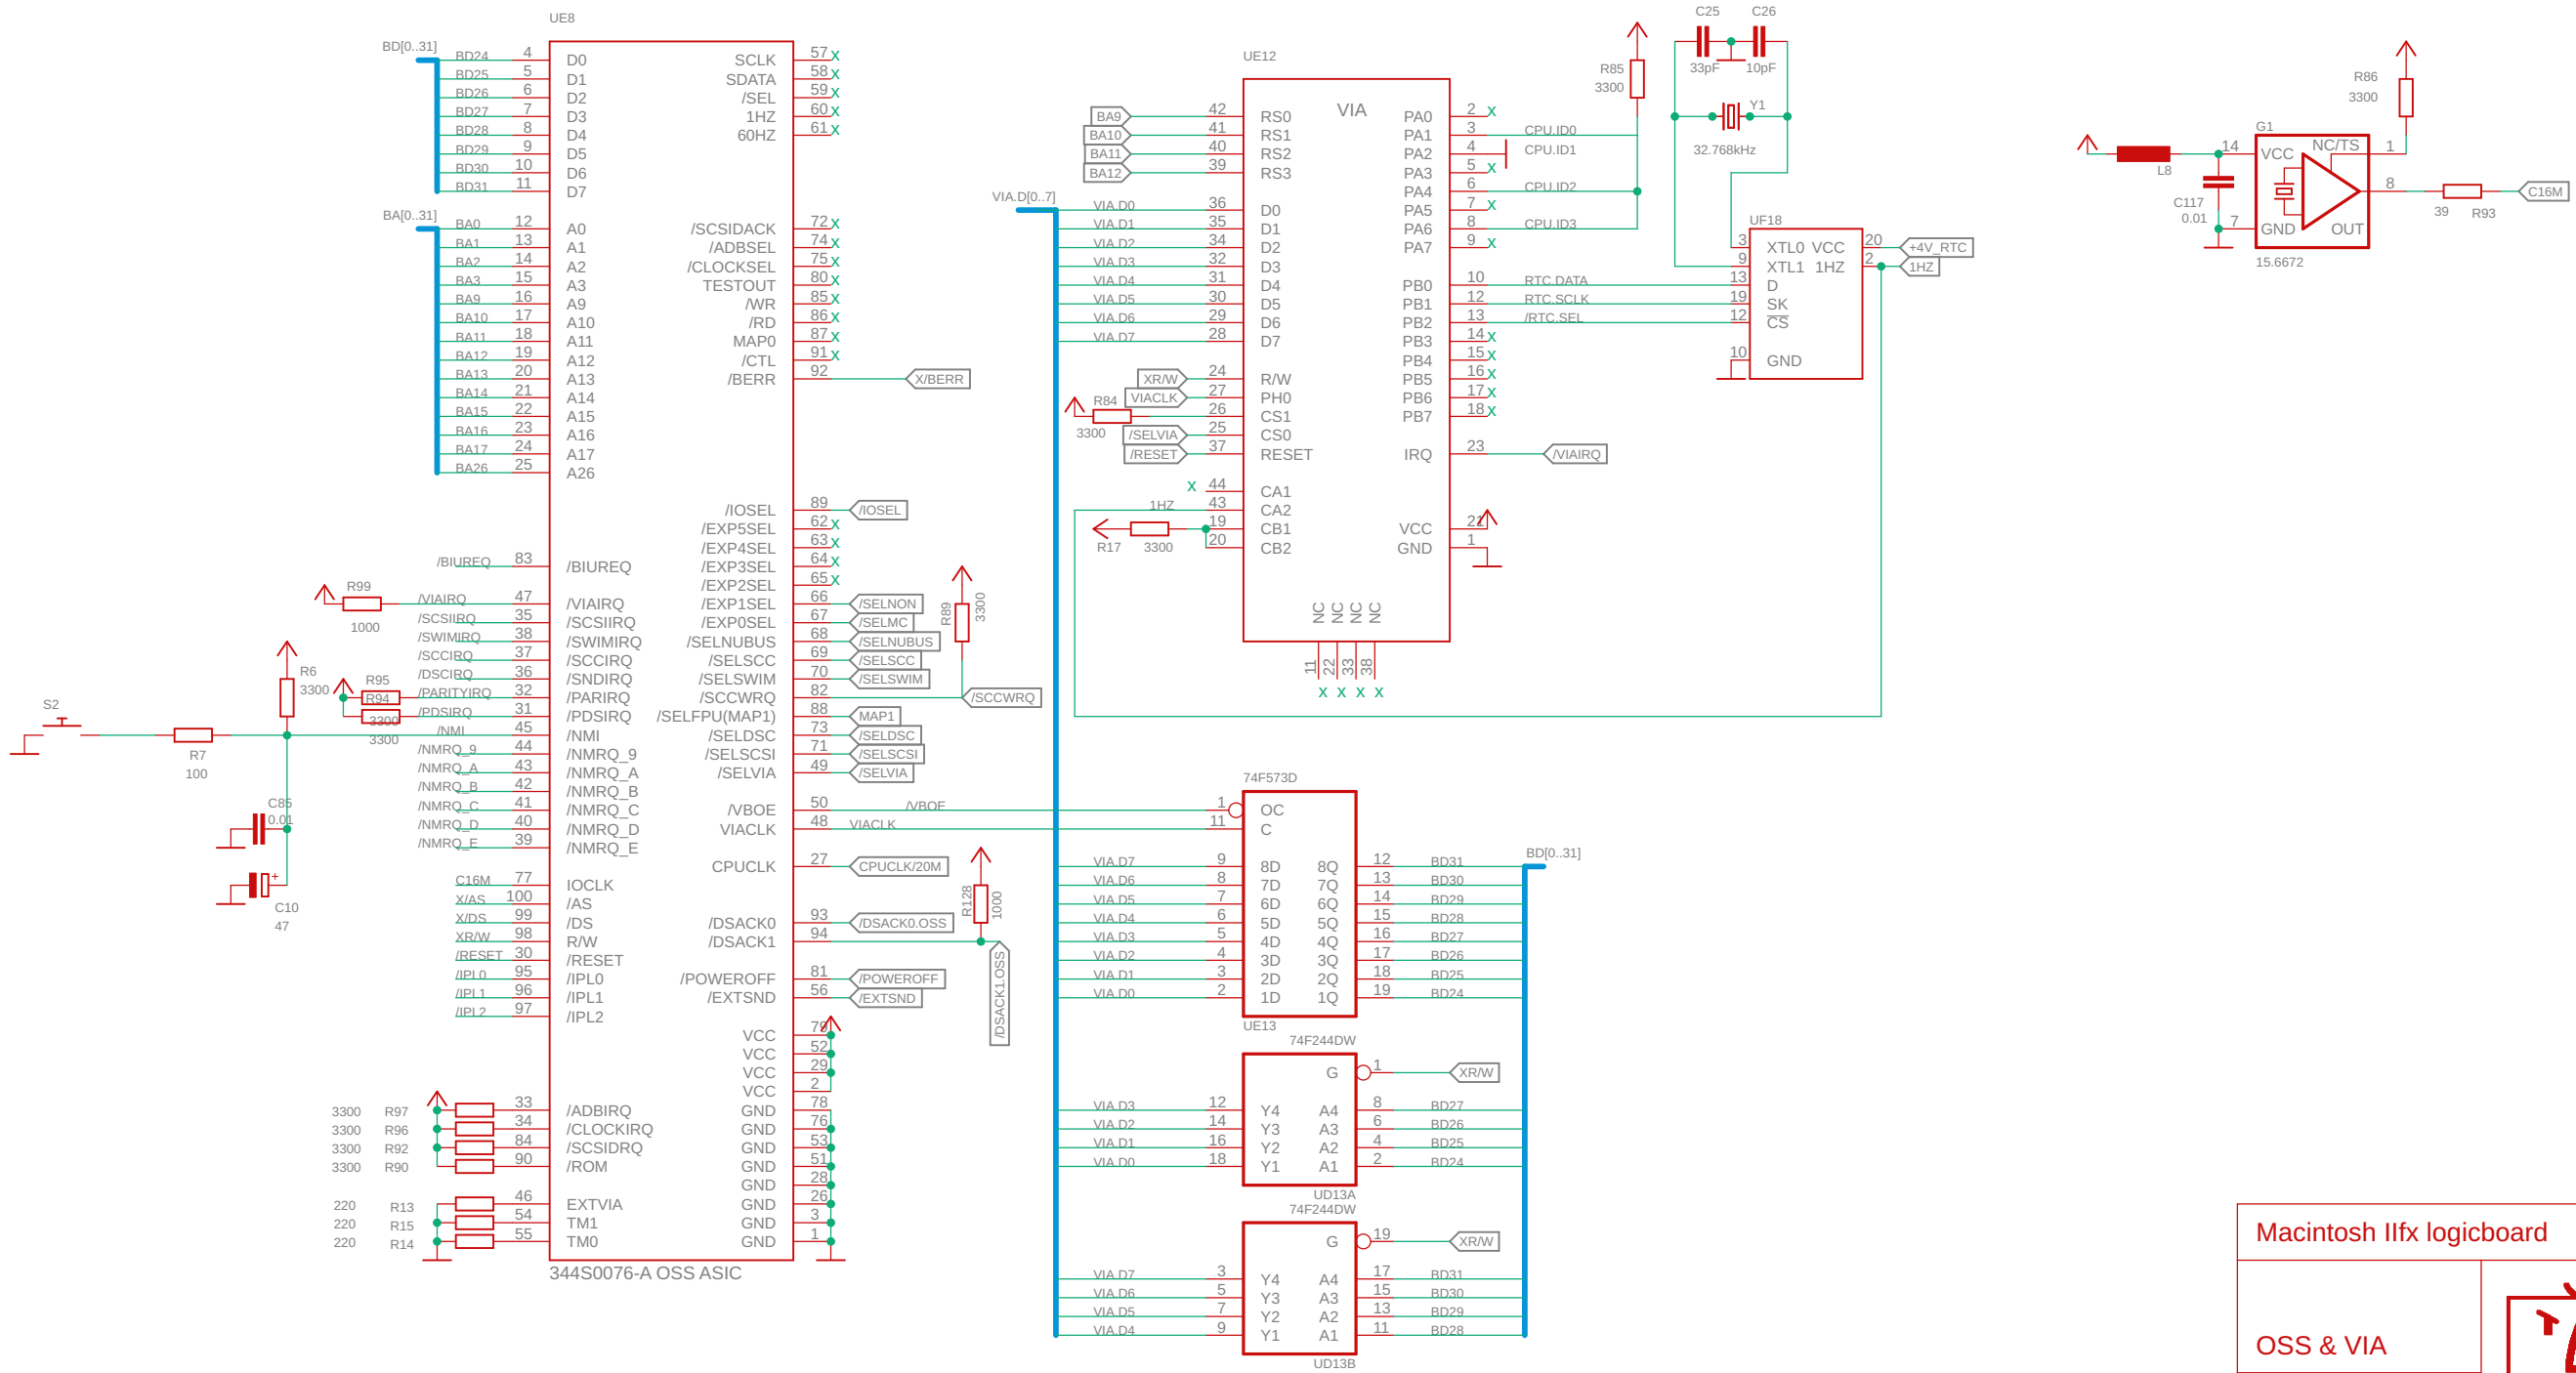 UE8
BD[0..31]
BD24 4 D0 SCLK 57 x
BD25 5 D1 SDATA 58 x
BD26 6 D2 /SEL 59 x
BD27 7 D3 1HZ 60 x
BD28 8 D4 60HZ 61 x
BD29 9 D5
BD30 10 D6
BD31 11 D7
BA[0..31]
BA0 12 A0 /SCSIDACK 72 x
BA1 13 A1 /ADBSEL 74 x
BA2 14 A2 /CLOCKSEL 75 x
BA3 15 A3 TESTOUT 80 x
BA9 16 A9 /WR 85 x
BA10 17 A10 /RD 86 x
BA11 18 A11 MAP0 87 x
BA12 19 A12 /CTL 91 x
BA13 20 A13 /BERR 92 X/BERR
BA14 21 A14
BA15 22 A15
BA16 23 A16
BA17 24 A17
BA26 25 A26
/IOSEL 89 /IOSEL
/EXP5SEL 62 x
/EXP4SEL 63 x
/BIUREQ 83 /BIUREQ /EXP3SEL 64 x
/EXP2SEL 65 x
R99
1000
/VIAIRQ 47 /VIAIRQ /EXP1SEL 66 /SELNON
/SCSIIRQ 35 /SCSIIRQ /EXP0SEL 67 /SELMC
/SWIMIRQ 38 /SWIMIRQ /SELNUBUS 68 /SELNUBUS
/SCCIRQ 37 /SCCIRQ /SELSCC 69 /SELSCC
/DSCIRQ 36 /SNDIRQ /SELSWIM 70 /SELSWIM
R89
3300
R6
3300
R95
R94
3300
3300
/PARITYIRQ 32 /PARIRQ /SCCWRQ 82 /SCCWRQ
/PDSIRQ 31 /PDSIRQ /SELFPU(MAP1) 88 MAP1
S2
R7
100
/NMI 45 /NMI /SELDSC 73 /SELDSC
/NMRQ_9 44 /NMRQ_9 /SELSCSI 71 /SELSCSI
/NMRQ_A 43 /NMRQ_A /SELVIA 49 /SELVIA
/NMRQ_B 42 /NMRQ_B
/NMRQ_C 41 /NMRQ_C /VBOE 50 /VBOE
/NMRQ_D 40 /NMRQ_D VIACLK 48 VIACLK
/NMRQ_E 39 /NMRQ_E
C85
0.01
+
C10
47
CPUCLK 27 CPUCLK/20M
C16M 77 IOCLK
X/AS 100 /AS
X/DS 99 /DS /DSACK0 93 /DSACK0.OSS
XR/W 98 R/W /DSACK1 94
R128
1000
/DSACK1.OSS
/RESET 30 /RESET
/IPL0 95 /IPL0 /POWEROFF 81 /POWEROFF
/IPL1 96 /IPL1 /EXTSND 56 /EXTSND
/IPL2 97 /IPL2
VCC 79
VCC 52
VCC 29
VCC 2
3300 R97 33 /ADBIRQ GND 78
3300 R96 34 /CLOCKIRQ GND 76
3300 R92 84 /SCSIDRQ GND 53
3300 R90 90 /ROM GND 51
GND 28
220 R13 46 EXTVIA GND 26
220 R15 54 TM1 GND 3
220 R14 55 TM0 GND 1
344S0076-A OSS ASIC
UE12
VIA
BA9 42 RS0 PA0 2 x
BA10 41 RS1 PA1 3 CPU.ID0
BA11 40 RS2 PA2 4 CPU.ID1
BA12 39 RS3 PA3 5 x
PA4 6 CPU.ID2
VIA.D[0..7]
VIA.D0 36 D0 PA5 7 x
VIA.D1 35 D1 PA6 8 CPU.ID3
VIA.D2 34 D2 PA7 9 x
VIA.D3 32 D3
VIA.D4 31 D4 PB0 10 RTC.DATA
VIA.D5 30 D5 PB1 12 RTC.SCLK
VIA.D6 29 D6 PB2 13 /RTC.SEL
VIA.D7 28 D7 PB3 14 x
PB4 15 x
XR/W 24 R/W PB5 16 x
VIACLK 27 PH0 PB6 17 x
R84
3300
26 CS1 PB7 18 x
/SELVIA 25 CS0
/RESET 37 RESET IRQ 23 /VIAIRQ
x 44 CA1
1HZ 43 CA2
R17 3300
19 CB1 VCC 21
20 CB2 GND 1
NC NC NC NC
11 22 33 38
x x x x
R85
3300
C25 C26
33pF 10pF
Y1
32.768kHz
UF18
3 XTL0 VCC 20 +4V_RTC
9 XTL1 1HZ 2 1HZ
13 D
19 SK
12 CS
10 GND
R86
3300
G1
14 VCC NC/TS 1
L8
C117
0.01
8 39 R93 C16M
7 GND OUT
15.6672
74F573D
1 OC
11 C
BD[0..31]
VIA.D7 9 8D 8Q 12 BD31
VIA.D6 8 7D 7Q 13 BD30
VIA.D5 7 6D 6Q 14 BD29
VIA.D4 6 5D 5Q 15 BD28
VIA.D3 5 4D 4Q 16 BD27
VIA.D2 4 3D 3Q 17 BD26
VIA.D1 3 2D 2Q 18 BD25
VIA.D0 2 1D 1Q 19 BD24
UE13
74F244DW
G 1 XR/W
VIA.D3 12 Y4 A4 8 BD27
VIA.D2 14 Y3 A3 6 BD26
VIA.D1 16 Y2 A2 4 BD25
VIA.D0 18 Y1 A1 2 BD24
UD13A
74F244DW
G 19 XR/W
VIA.D7 3 Y4 A4 17 BD31
VIA.D6 5 Y3 A3 15 BD30
VIA.D5 7 Y2 A2 13 BD29
VIA.D4 9 Y1 A1 11 BD28
UD13B
Macintosh IIfx logicboard
OSS & VIA